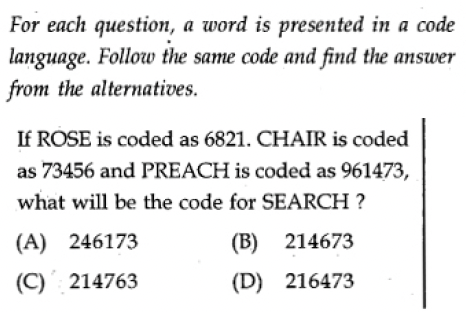 For each question, a word is presented in a code
language. Follow the same code and find the answer
from the alternatives.
If ROSE is coded as 6821. CHAIR is coded
as 73456 and PREACH is coded as 961473,
what will be the code for SEARCH ?
(A) 246173 (B) 214673
(C) 214763 (D) 216473